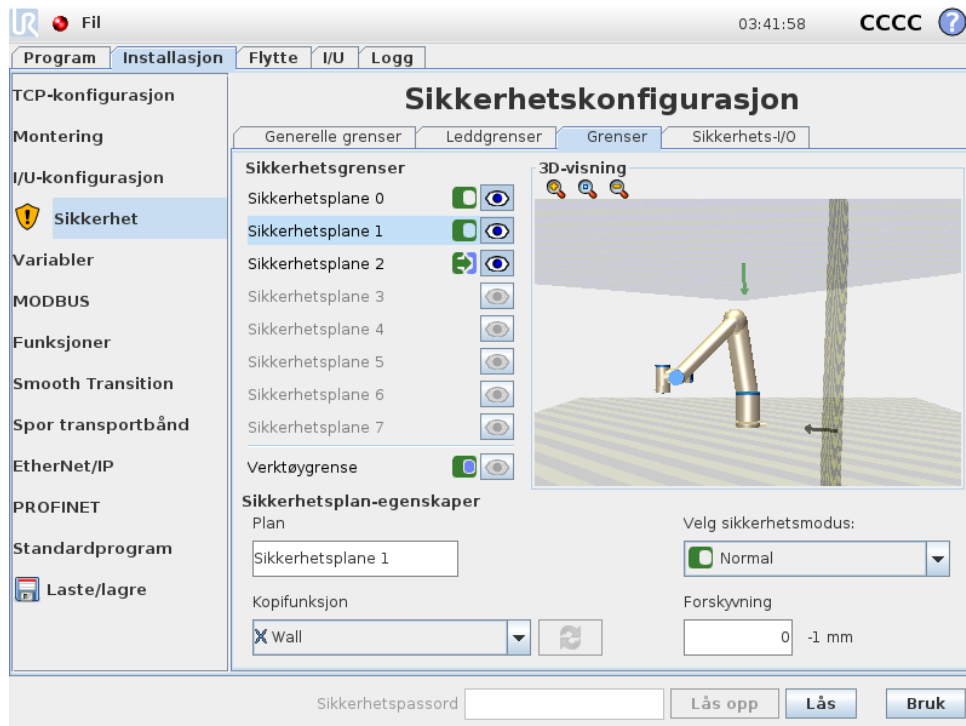 UR Fil 03:41:58 CCCC ?
Program Installasjon Flytte I/U Logg
TCP-konfigurasjon
Montering
I/U-konfigurasjon
Sikkerhet
Variabler
MODBUS
Funksjoner
Smooth Transition
Spor transportbånd
EtherNet/IP
PROFINET
Standardprogram
Laste/lagre
Sikkerhetskonfigurasjon
Generelle grenser Leddgrenser Grenser Sikkerhets-I/O
Sikkerhetsgrenser
Sikkerhetsplane 0
Sikkerhetsplane 1
Sikkerhetsplane 2
Sikkerhetsplane 3
Sikkerhetsplane 4
Sikkerhetsplane 5
Sikkerhetsplane 6
Sikkerhetsplane 7
Verktøygrense
3D-visning
Sikkerhetsplan-egenskaper
Plan
Sikkerhetsplane 1
Velg sikkerhetsmodus:
Normal
Kopifunksjon
Wall
Forskyvning
0 -1 mm
Sikkerhetspassord Lås opp Lås Bruk